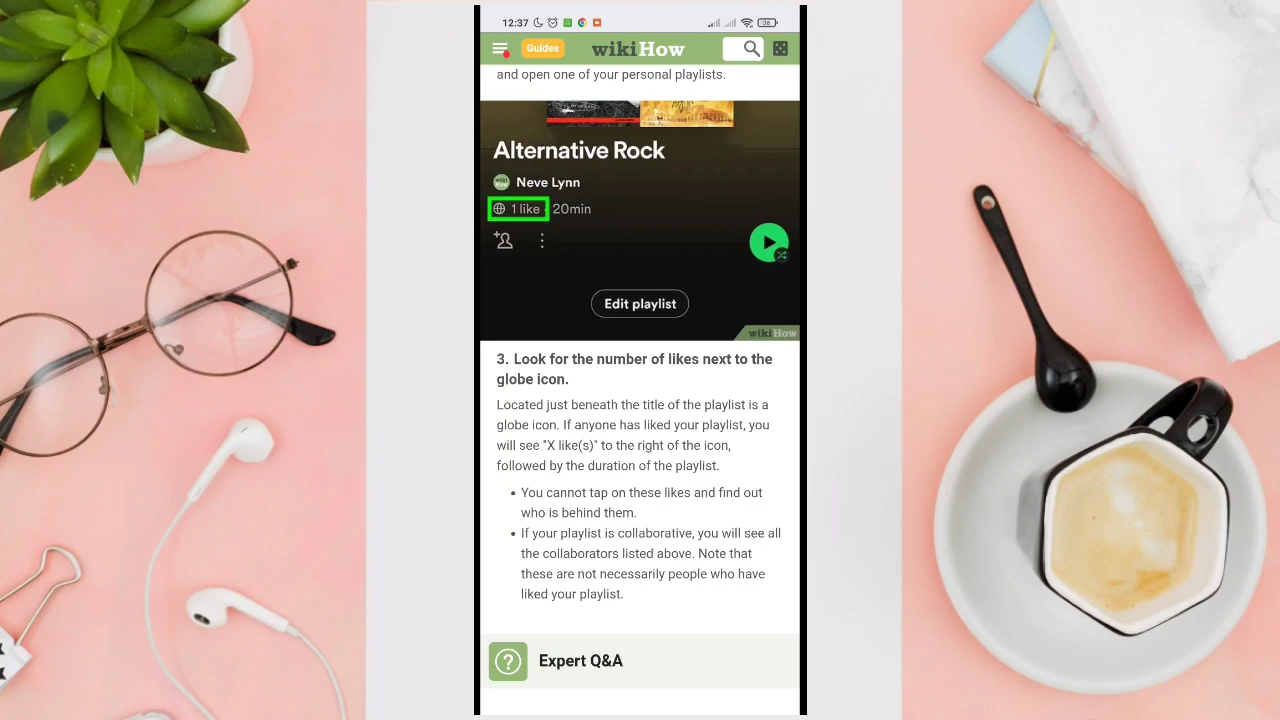 12:37
26
Guides
wikiHow
and open one of your personal playlists.
Alternative Rock
wiki How
Neve Lynn
1 like
20min
Edit playlist
wikiHow
3. Look for the number of likes next to the
globe icon.
Located just beneath the title of the playlist is a
globe icon. If anyone has liked your playlist, you
will see "X like(s)" to the right of the icon,
followed by the duration of the playlist.
You cannot tap on these likes and find out
who is behind them.
If your playlist is collaborative, you will see all
the collaborators listed above. Note that
these are not necessarily people who have
liked your playlist.
Expert Q&A